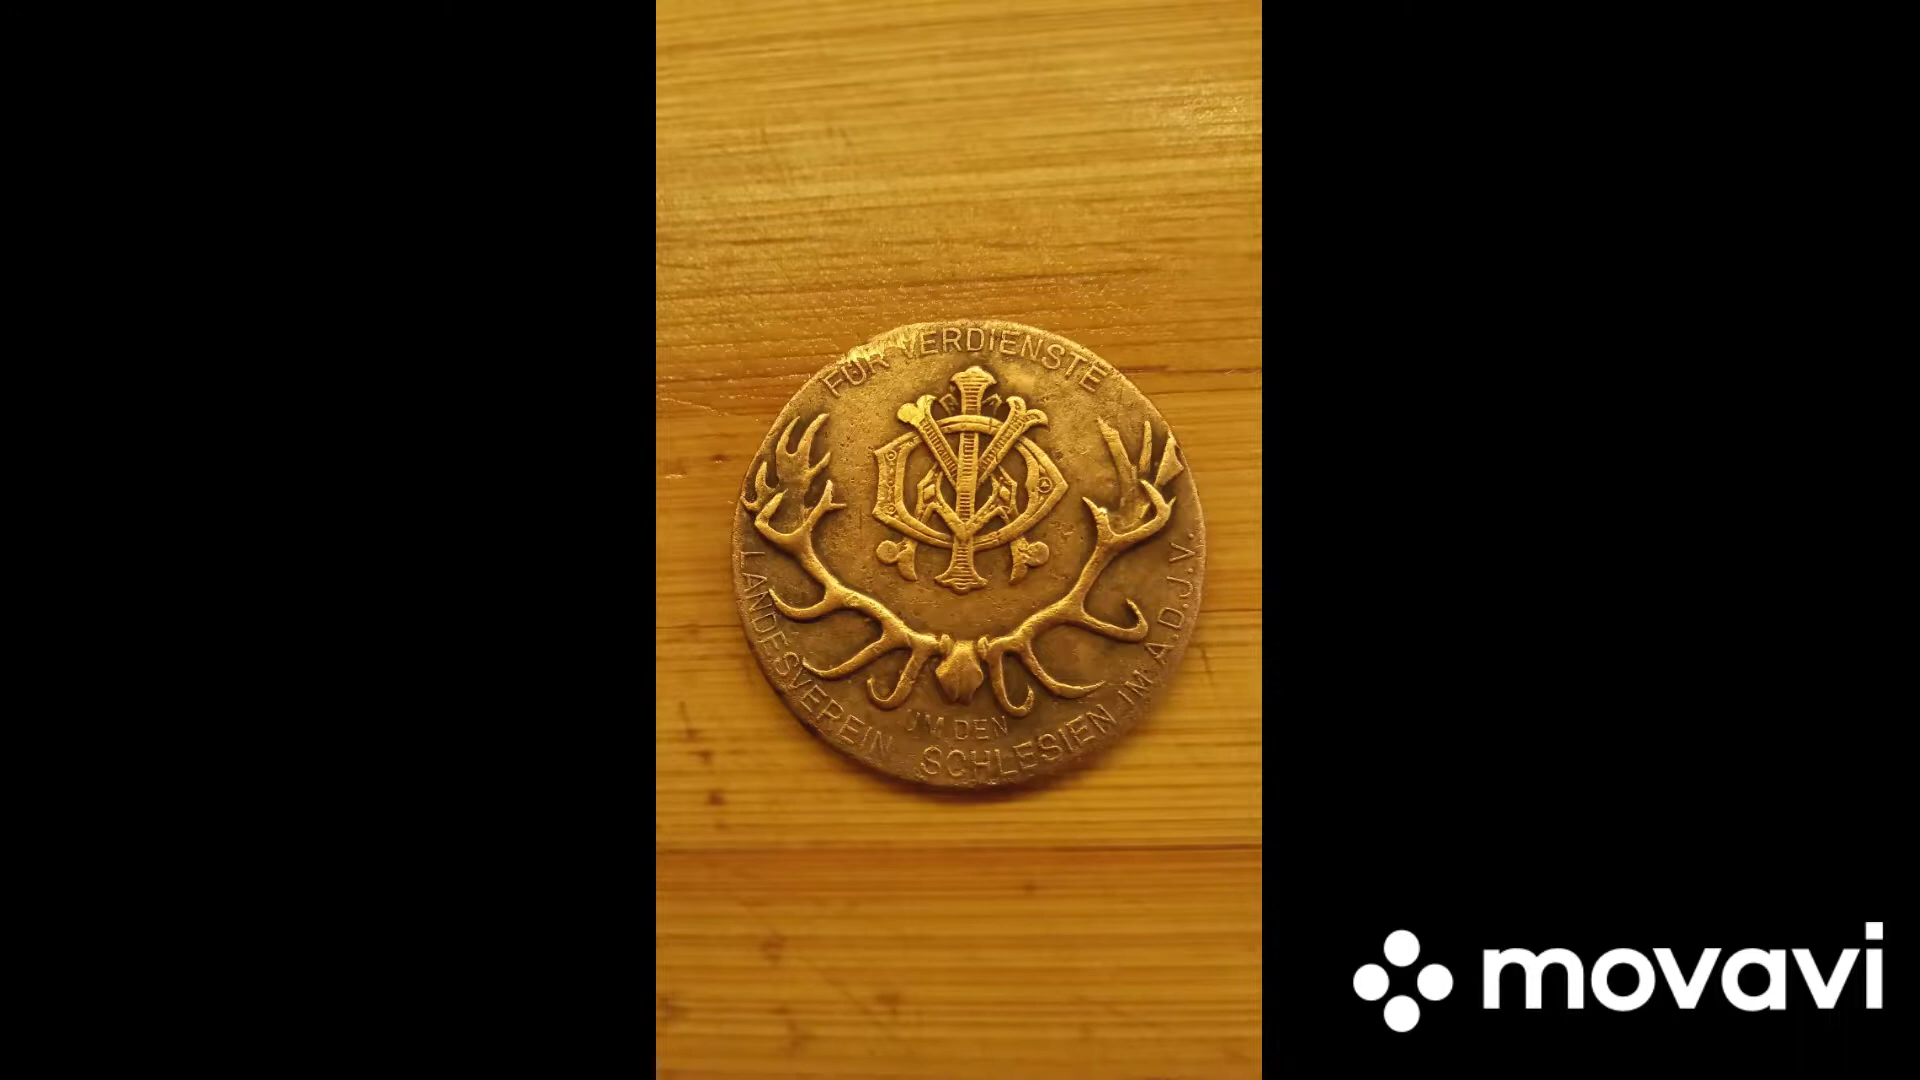 FÜR VERDIENSTE
UM DEN
LANDESVEREIN SCHLESIEN IM A.D.J.V.
movavi